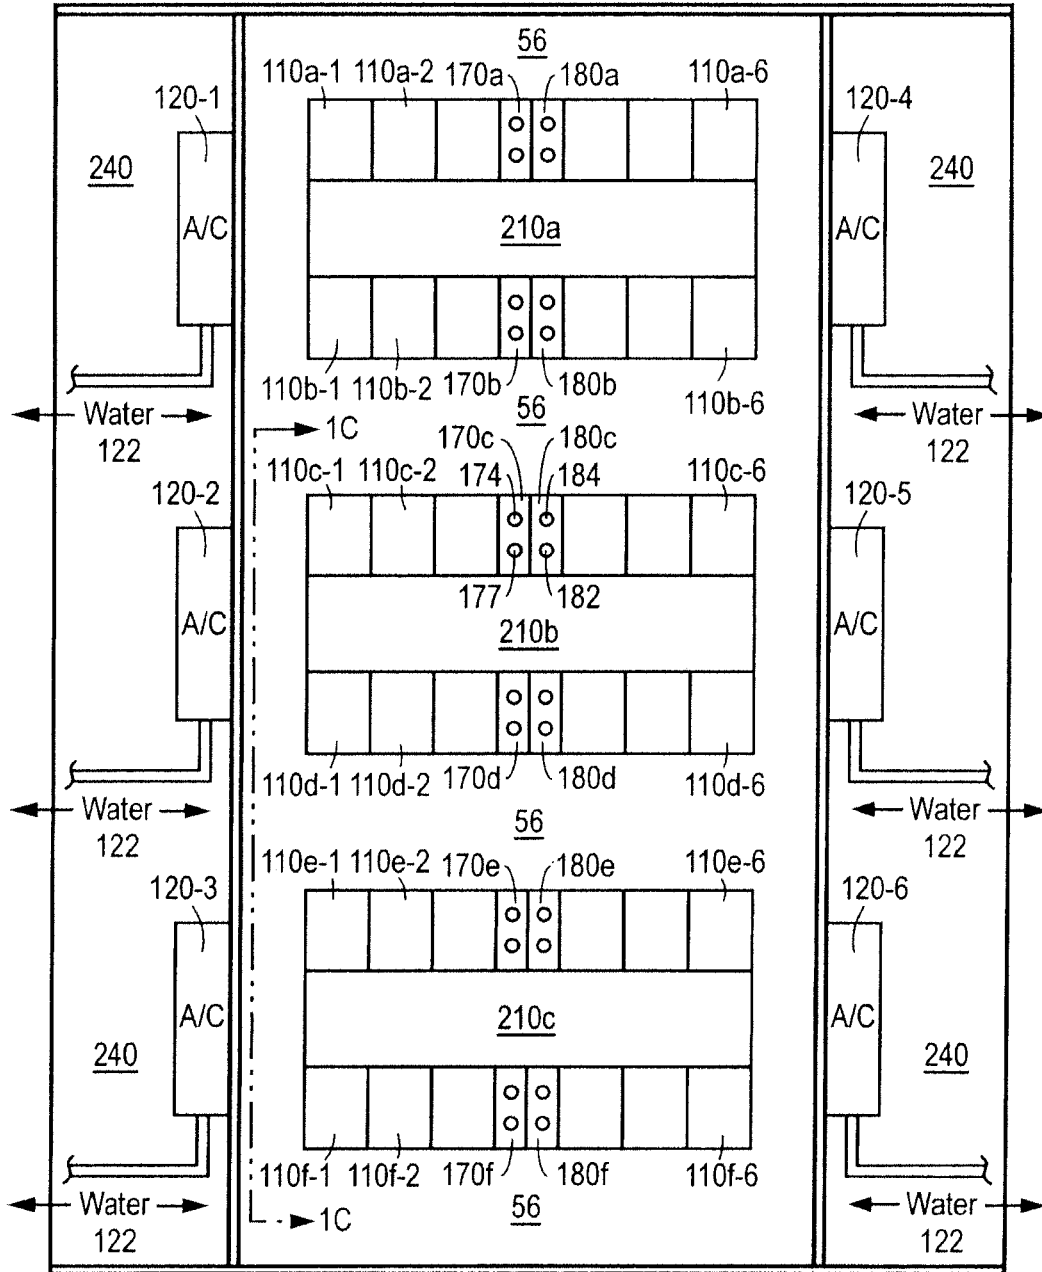 56
110a-1 110a-2 170a 180a 110a-6
120-1 120-4
240 240
A/C 210a A/C
110b-1 110b-2 170b 180b 110b-6
Water 56 Water
122 1C 170c 180c 122
110c-1 110c-2 174 184 110c-6
120-2 120-5
177 182
A/C 210b A/C
110d-1 110d-2 170d 180d 110d-6
Water 56 Water
122 122
110e-1 110e-2 170e 180e 110e-6
120-3 120-6
A/C 210c A/C
240 240
110f-1 110f-2 170f 180f 110f-6
Water 1C 56 Water
122 122